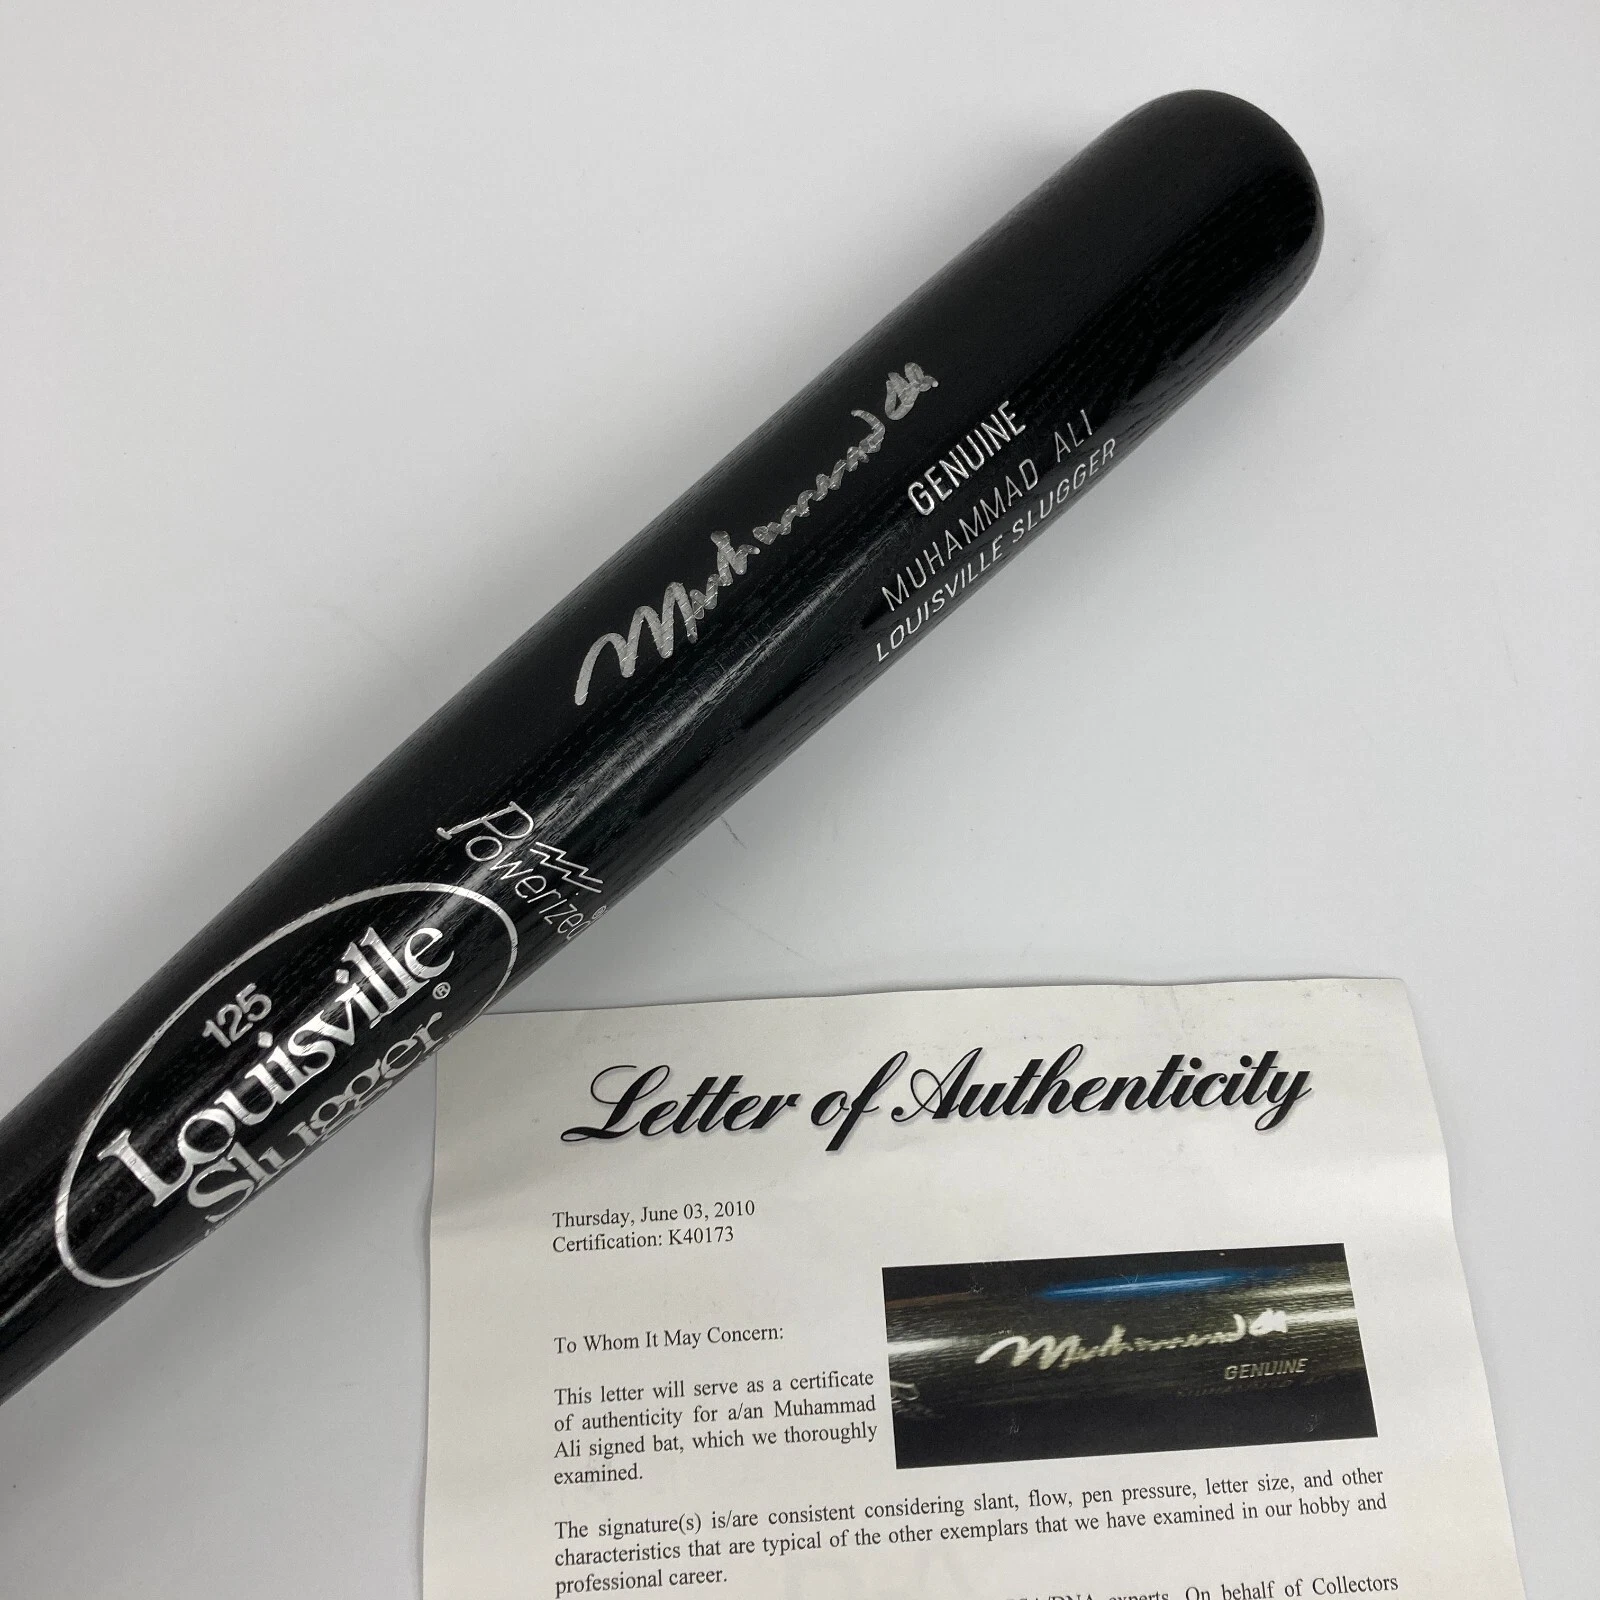 Muhammad Ali
GENUINE
MUHAMMAD ALI
LOUISVILLE SLUGGER
Powerized®
125
Louisville
Slugger®
Letter of Authenticity
Thursday, June 03, 2010
Certification: K40173
To Whom It May Concern:
Muhammad Ali
GENUINE
This letter will serve as a certificate
of authenticity for a/an Muhammad
Ali signed bat, which we thoroughly
examined.
The signature(s) is/are consistent considering slant, flow, pen pressure, letter size, and other
characteristics that are typical of the other exemplars that we have examined in our hobby and
professional career.
experts. On behalf of Collectors